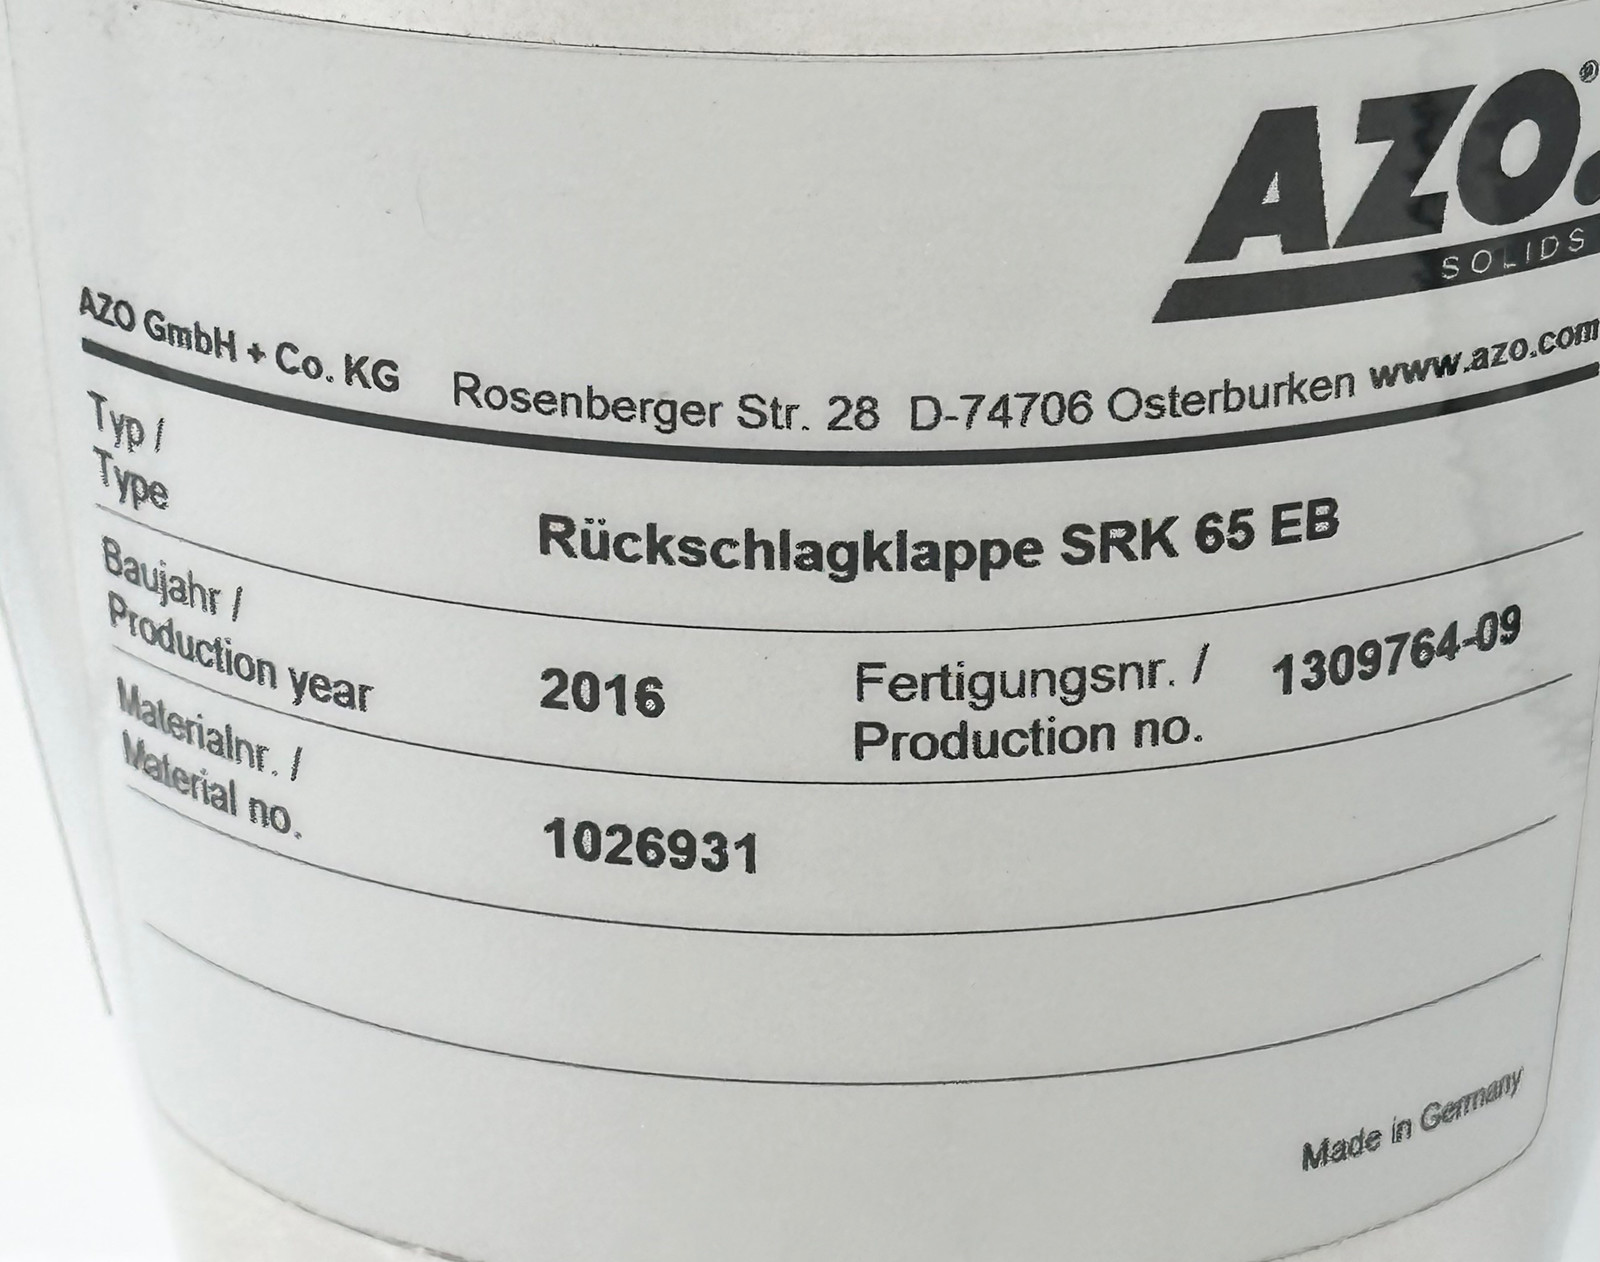 AZO.®
SOLIDS
AZO GmbH + Co. KG Rosenberger Str. 28 D-74706 Osterburken www.azo.com
Typ /
Type
Rückschlagklappe SRK 65 EB
Baujahr /
Production year
2016
Fertigungsnr. /
Production no.
1309764-09
Materialnr. /
Material no.
1026931
Made in Germany